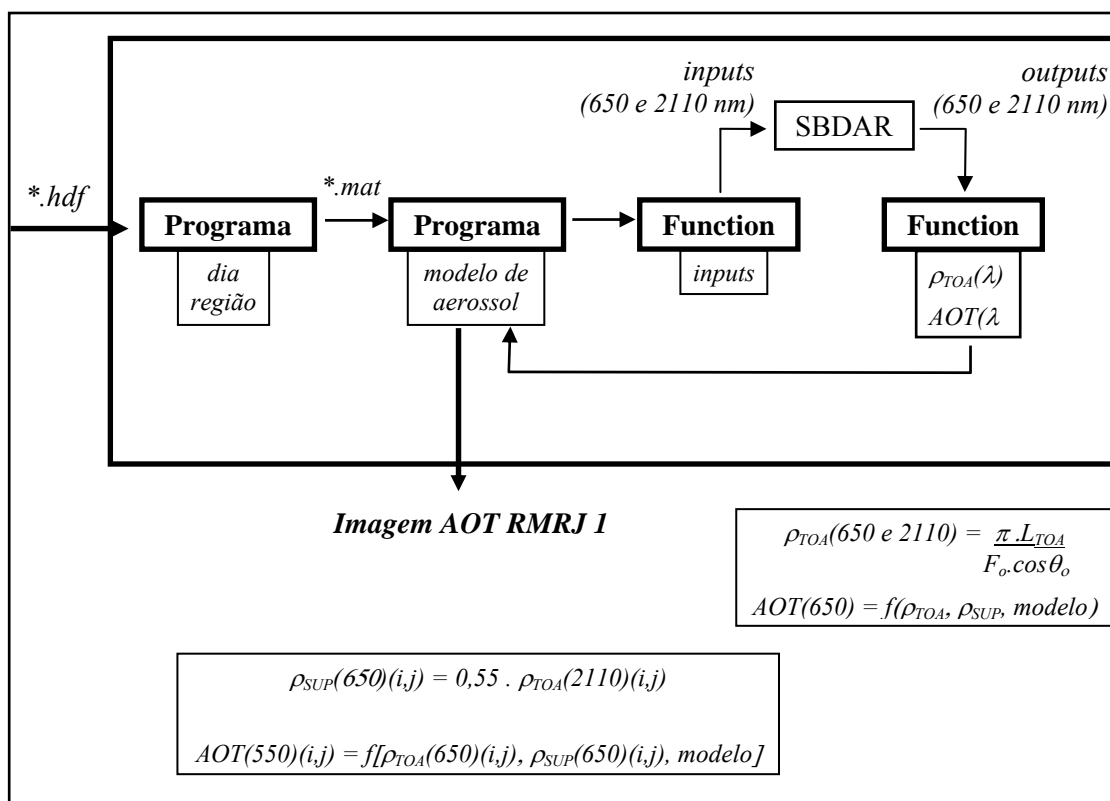 inputs
(650 e 2110 nm)
outputs
(650 e 2110 nm)
SBDAR
*.hdf
*.mat
Programa
dia
região
Programa
modelo de
aerossol
Function
inputs
Function
ρTOA(λ)
AOT(λ
Imagem AOT RMRJ 1
ρTOA(650 e 2110) = π .LTOA
Fo.cosθo
AOT(650) = f(ρTOA, ρSUP, modelo)
ρSUP(650)(i,j) = 0,55 . ρTOA(2110)(i,j)
AOT(550)(i,j) = f[ρTOA(650)(i,j), ρSUP(650)(i,j), modelo]